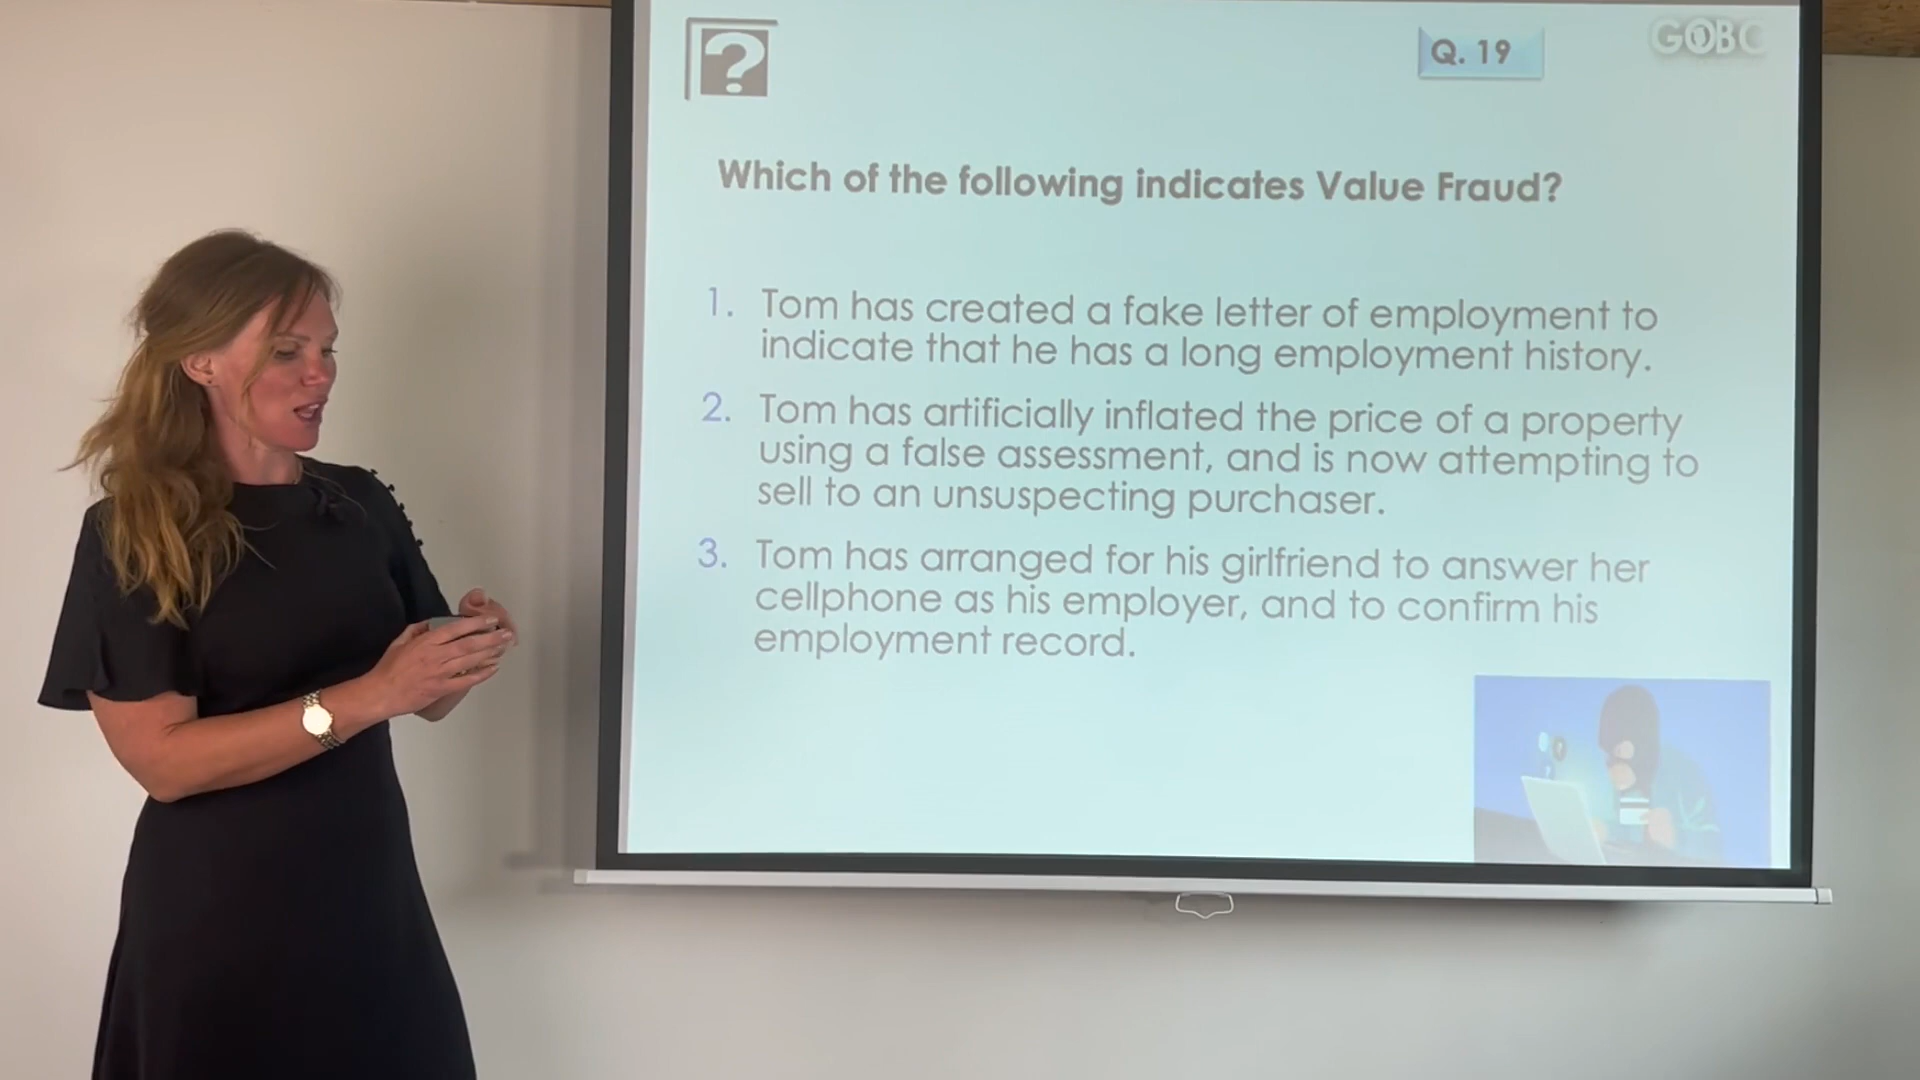 ?
Q. 19
GOBC
Which of the following indicates Value Fraud?
1. Tom has created a fake letter of employment to
indicate that he has a long employment history.
2. Tom has artificially inflated the price of a property
using a false assessment, and is now attempting to
sell to an unsuspecting purchaser.
3. Tom has arranged for his girlfriend to answer her
cellphone as his employer, and to confirm his
employment record.